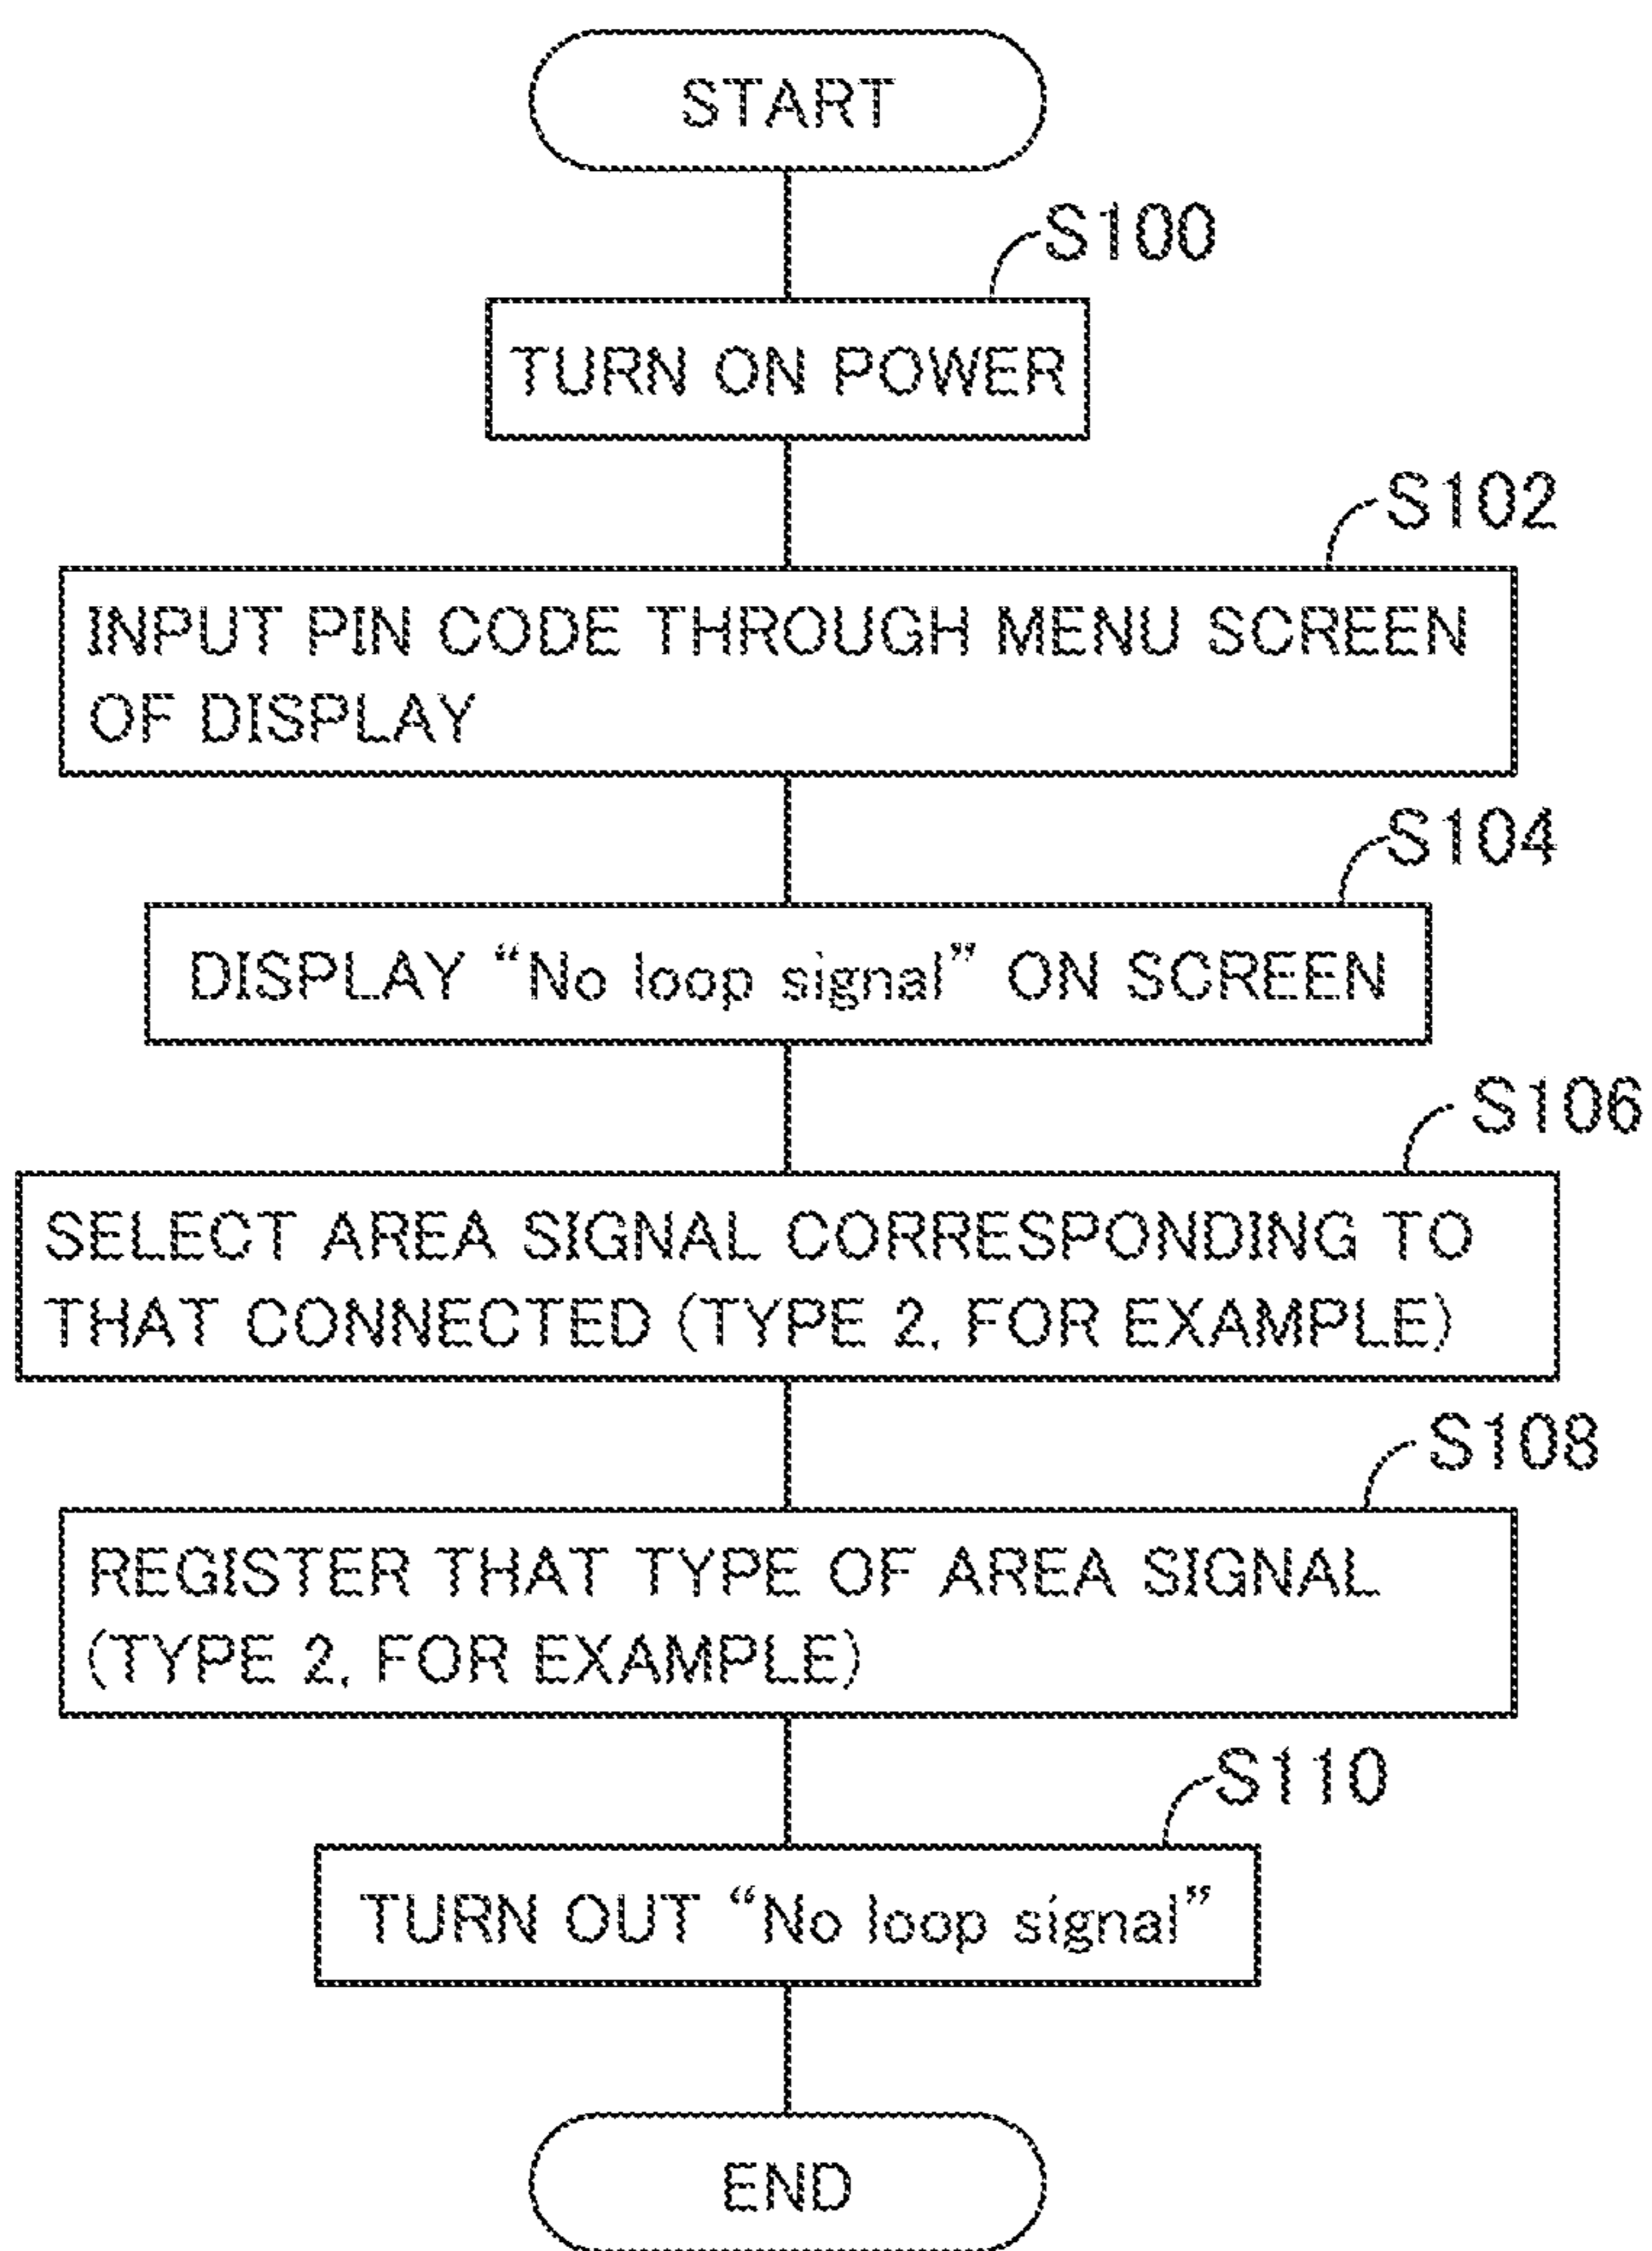 START
S100
TURN ON POWER
S102
INPUT PIN CODE THROUGH MENU SCREEN
OF DISPLAY
S104
DISPLAY “No loop signal” ON SCREEN
S106
SELECT AREA SIGNAL CORRESPONDING TO
THAT CONNECTED (TYPE 2, FOR EXAMPLE)
S108
REGISTER THAT TYPE OF AREA SIGNAL
(TYPE 2, FOR EXAMPLE)
S110
TURN OUT “No loop signal”
END